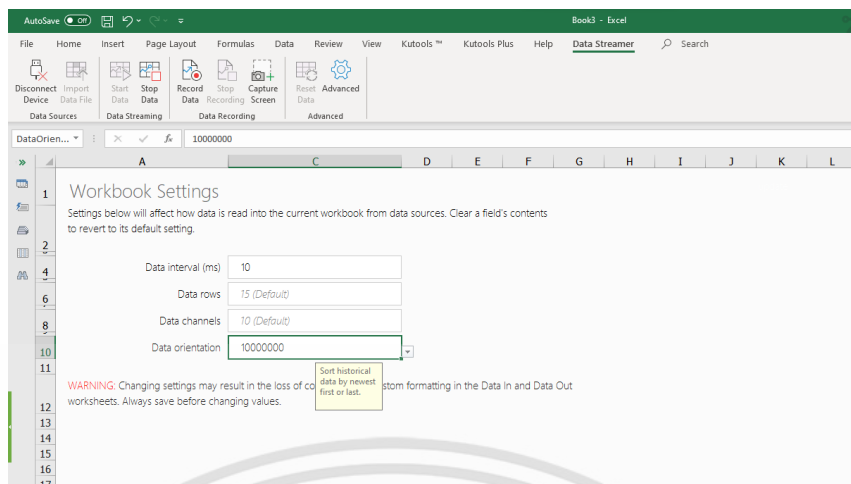 AutoSave Off Book3 - Excel
File Home Insert Page Layout Formulas Data Review View Kutools ™ Kutools Plus Help Data Streamer Search
Disconnect Device Import Data File Start Data Stop Data Record Data Stop Recording Capture Screen Reset Data Advanced
Data Sources Data Streaming Data Recording Advanced
DataOrien... fx 10000000
A C D E F G H I J K L
1 Workbook Settings
Settings below will affect how data is read into the current workbook from data sources. Clear a field's contents
to revert to its default setting.
2
4 Data interval (ms) 10
6 Data rows 15 (Default)
8 Data channels 10 (Default)
10 Data orientation 10000000
11
Sort historical
data by newest
first or last.
WARNING: Changing settings may result in the loss of co stom formatting in the Data In and Data Out
12 worksheets. Always save before changing values.
13
14
15
16
17